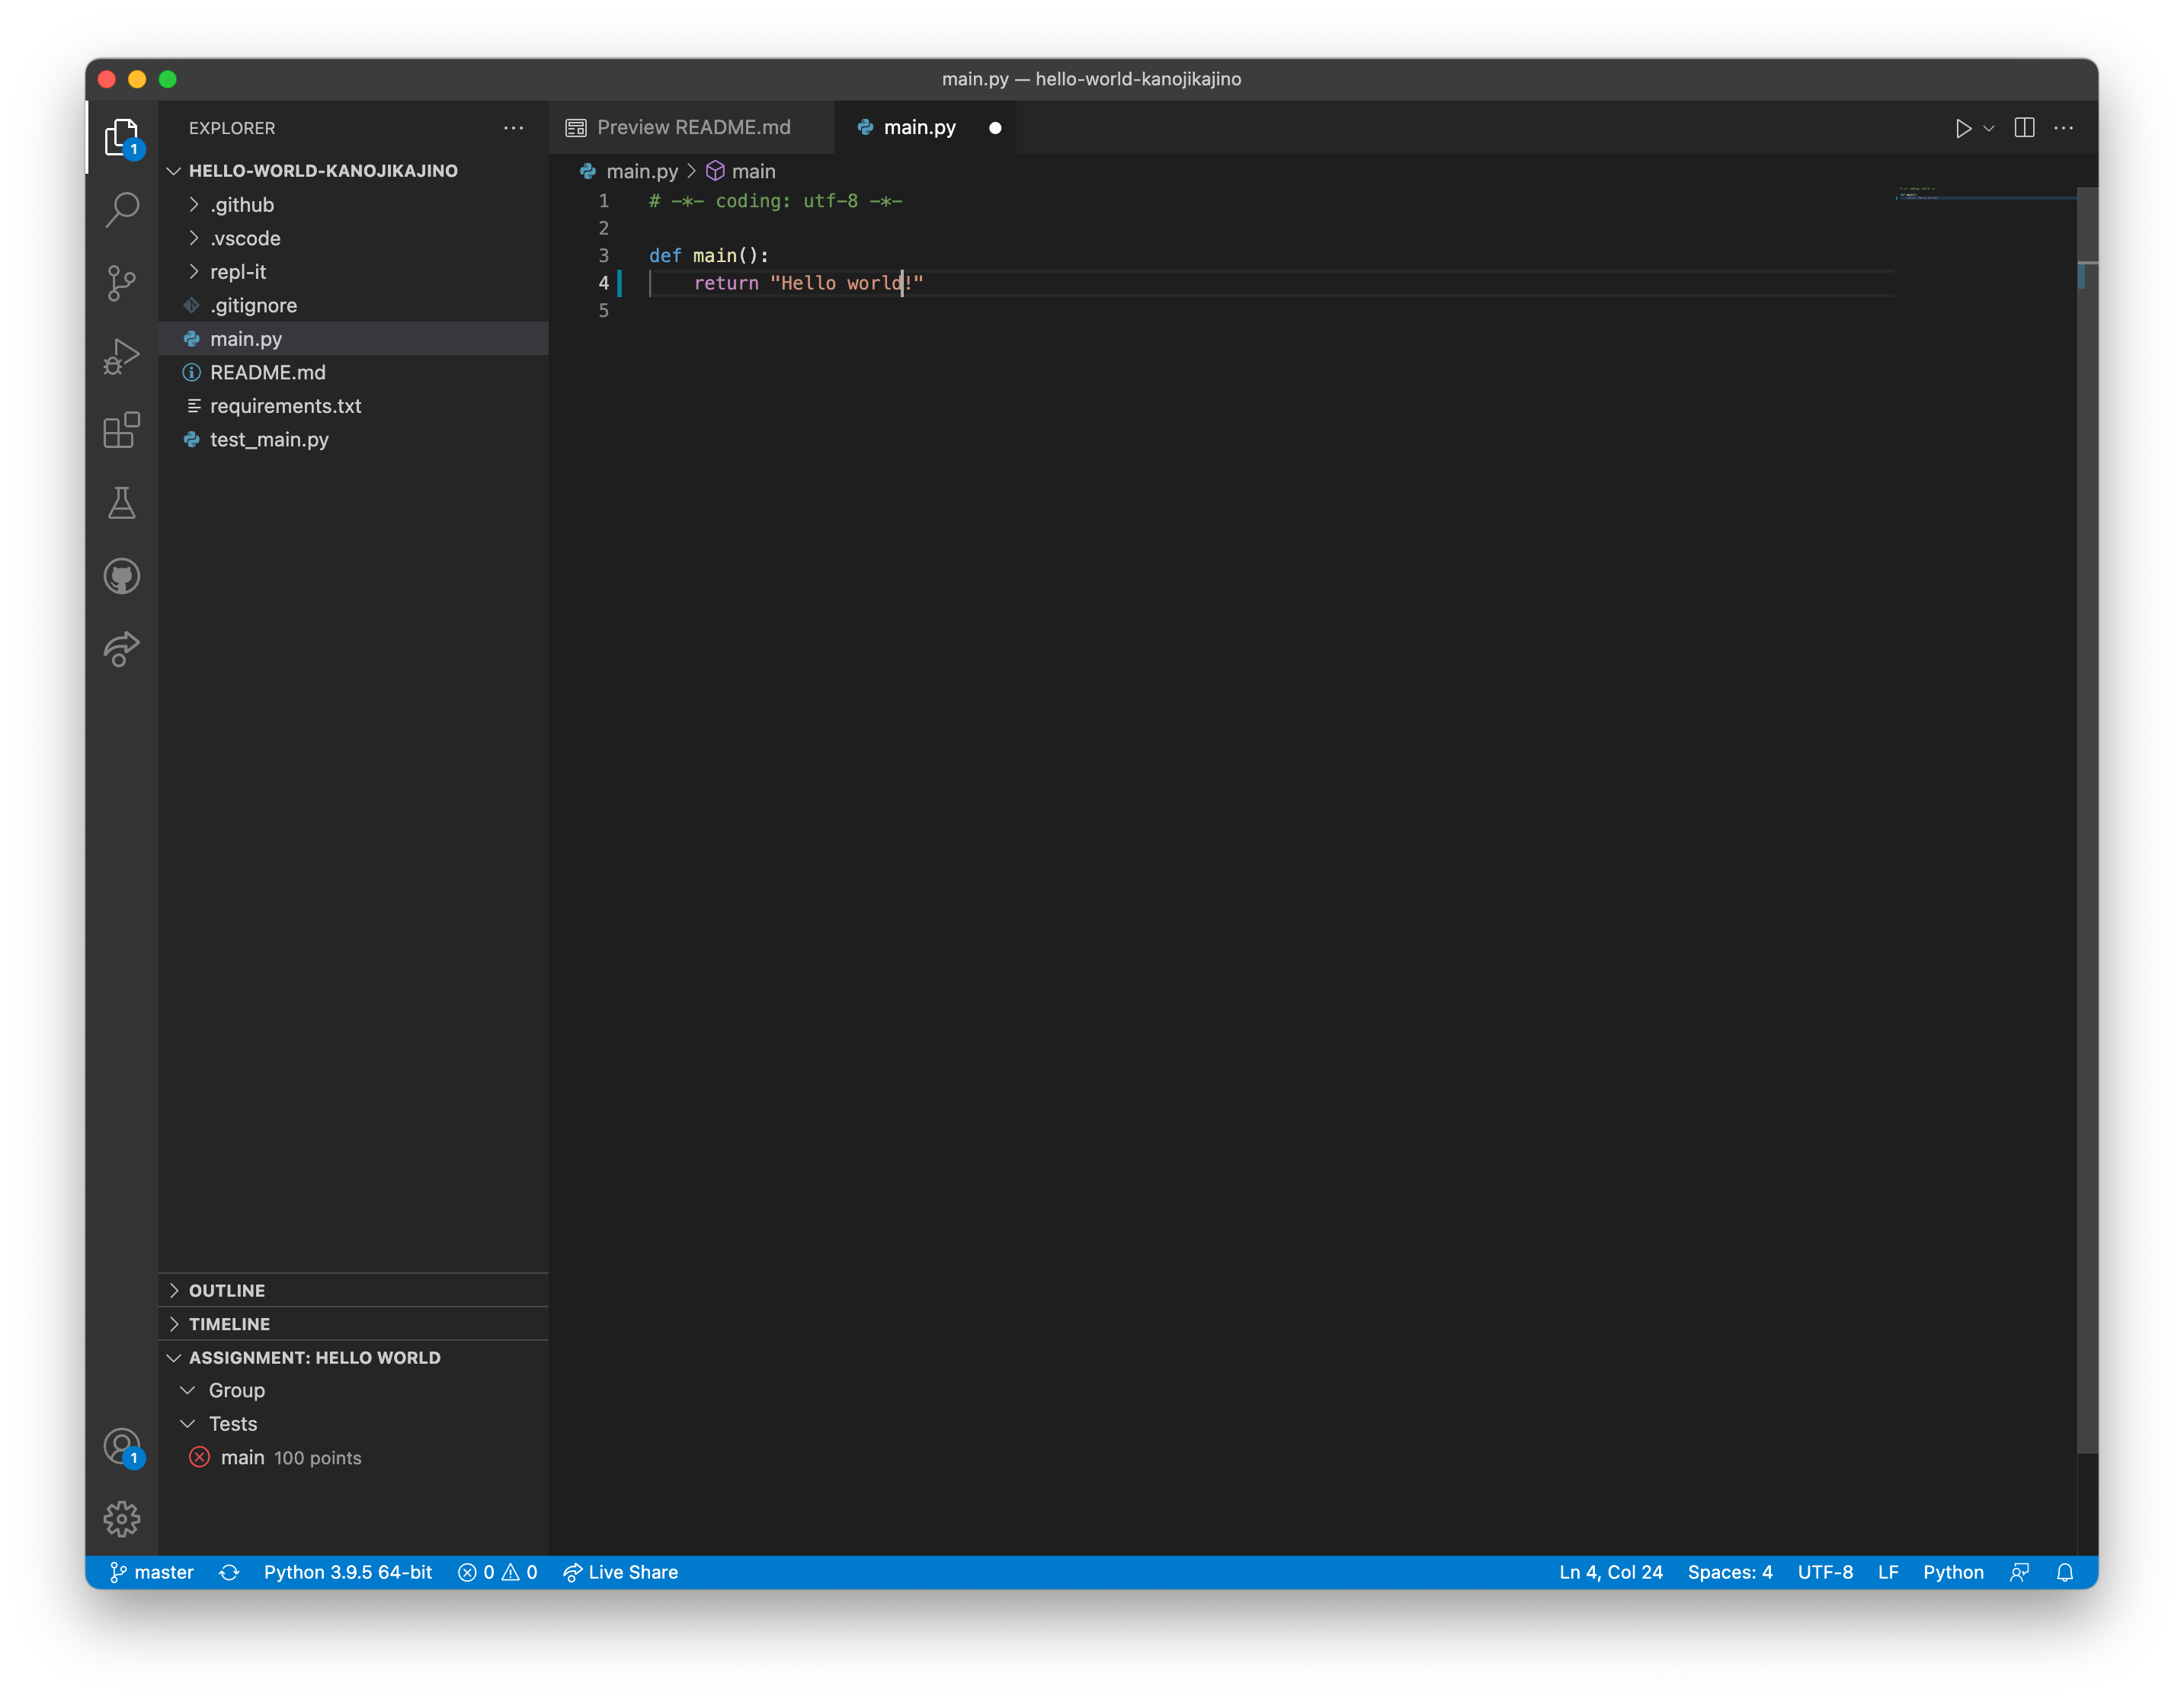 main.py — hello-world-kanojikajino
EXPLORER
Preview README.md
main.py
1
HELLO-WORLD-KANOJIKAJINO
.github
.vscode
repl-it
.gitignore
main.py
README.md
requirements.txt
test_main.py
main.py > main
1 # -*- coding: utf-8 -*-
2
3 def main():
4 return "Hello world!"
5
OUTLINE
TIMELINE
ASSIGNMENT: HELLO WORLD
Group
Tests
main 100 points
1
master Python 3.9.5 64-bit 0 0 Live Share Ln 4, Col 24 Spaces: 4 UTF-8 LF Python